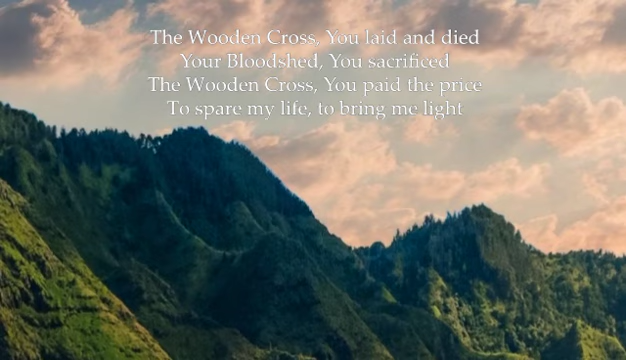 The Wooden Cross, You laid and died
Your Bloodshed, You sacrificed
The Wooden Cross, You paid the price
To spare my life, to bring me light